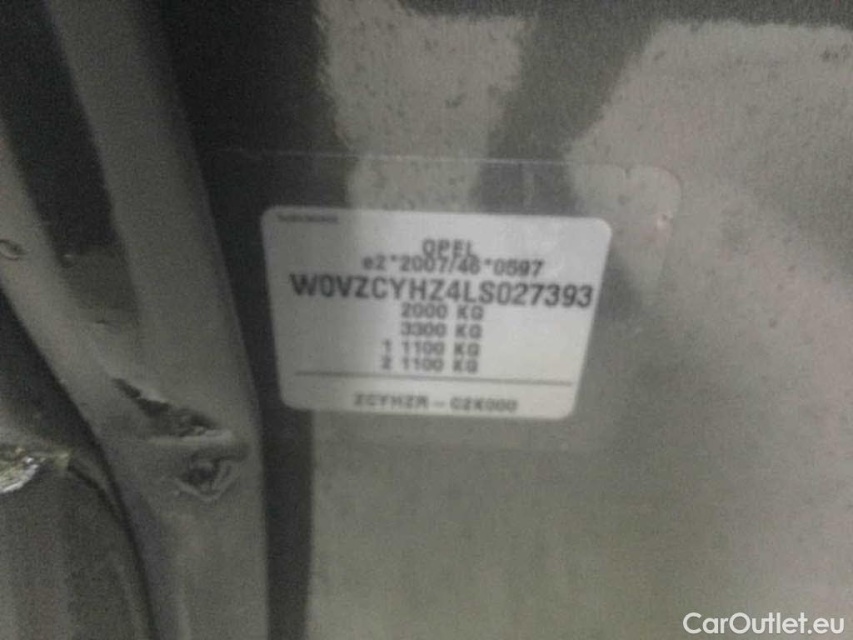 OPEL
e2*2007/46*0597
W0VZCYHZ4LS027393
2000 KG
3300 KG
1 1100 KG
2 1100 KG
ZCYHZR - 02K000
CarOutlet.eu